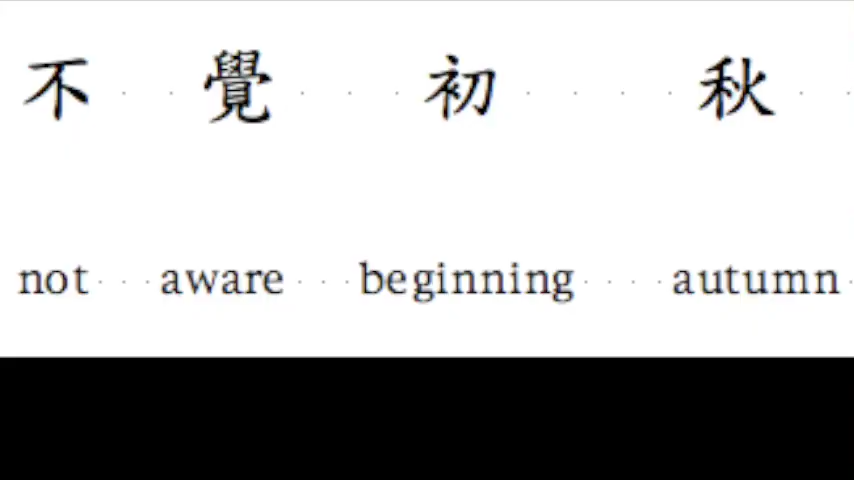 不 覺 初 秋
not aware beginning autumn